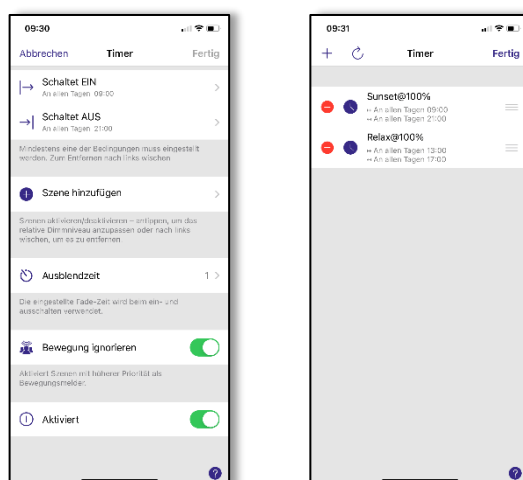 09:30
Abbrechen Timer Fertig
Schaltet EIN
An allen Tagen 09:00
Schaltet AUS
An allen Tagen 21:00
Mindestens eine der Bedingungen muss eingestellt
werden. Zum Entfernen nach links wischen.
Szene hinzufügen
Szenen aktivieren/deaktivieren – antippen, um das
relative Dimmniveau anzupassen oder nach links
wischen, um es zu entfernen
Ausblendzeit 1
Die eingestellte Fade-Zeit wird beim ein- und
ausschalten verwendet.
Bewegung ignorieren
Aktiviert Szenen mit höherer Priorität als
Bewegungsmelder.
Aktiviert
?
09:31
Timer Fertig
Sunset@100%
An allen Tagen 09:00
An allen Tagen 21:00
Relax@100%
An allen Tagen 13:00
An allen Tagen 17:00
?